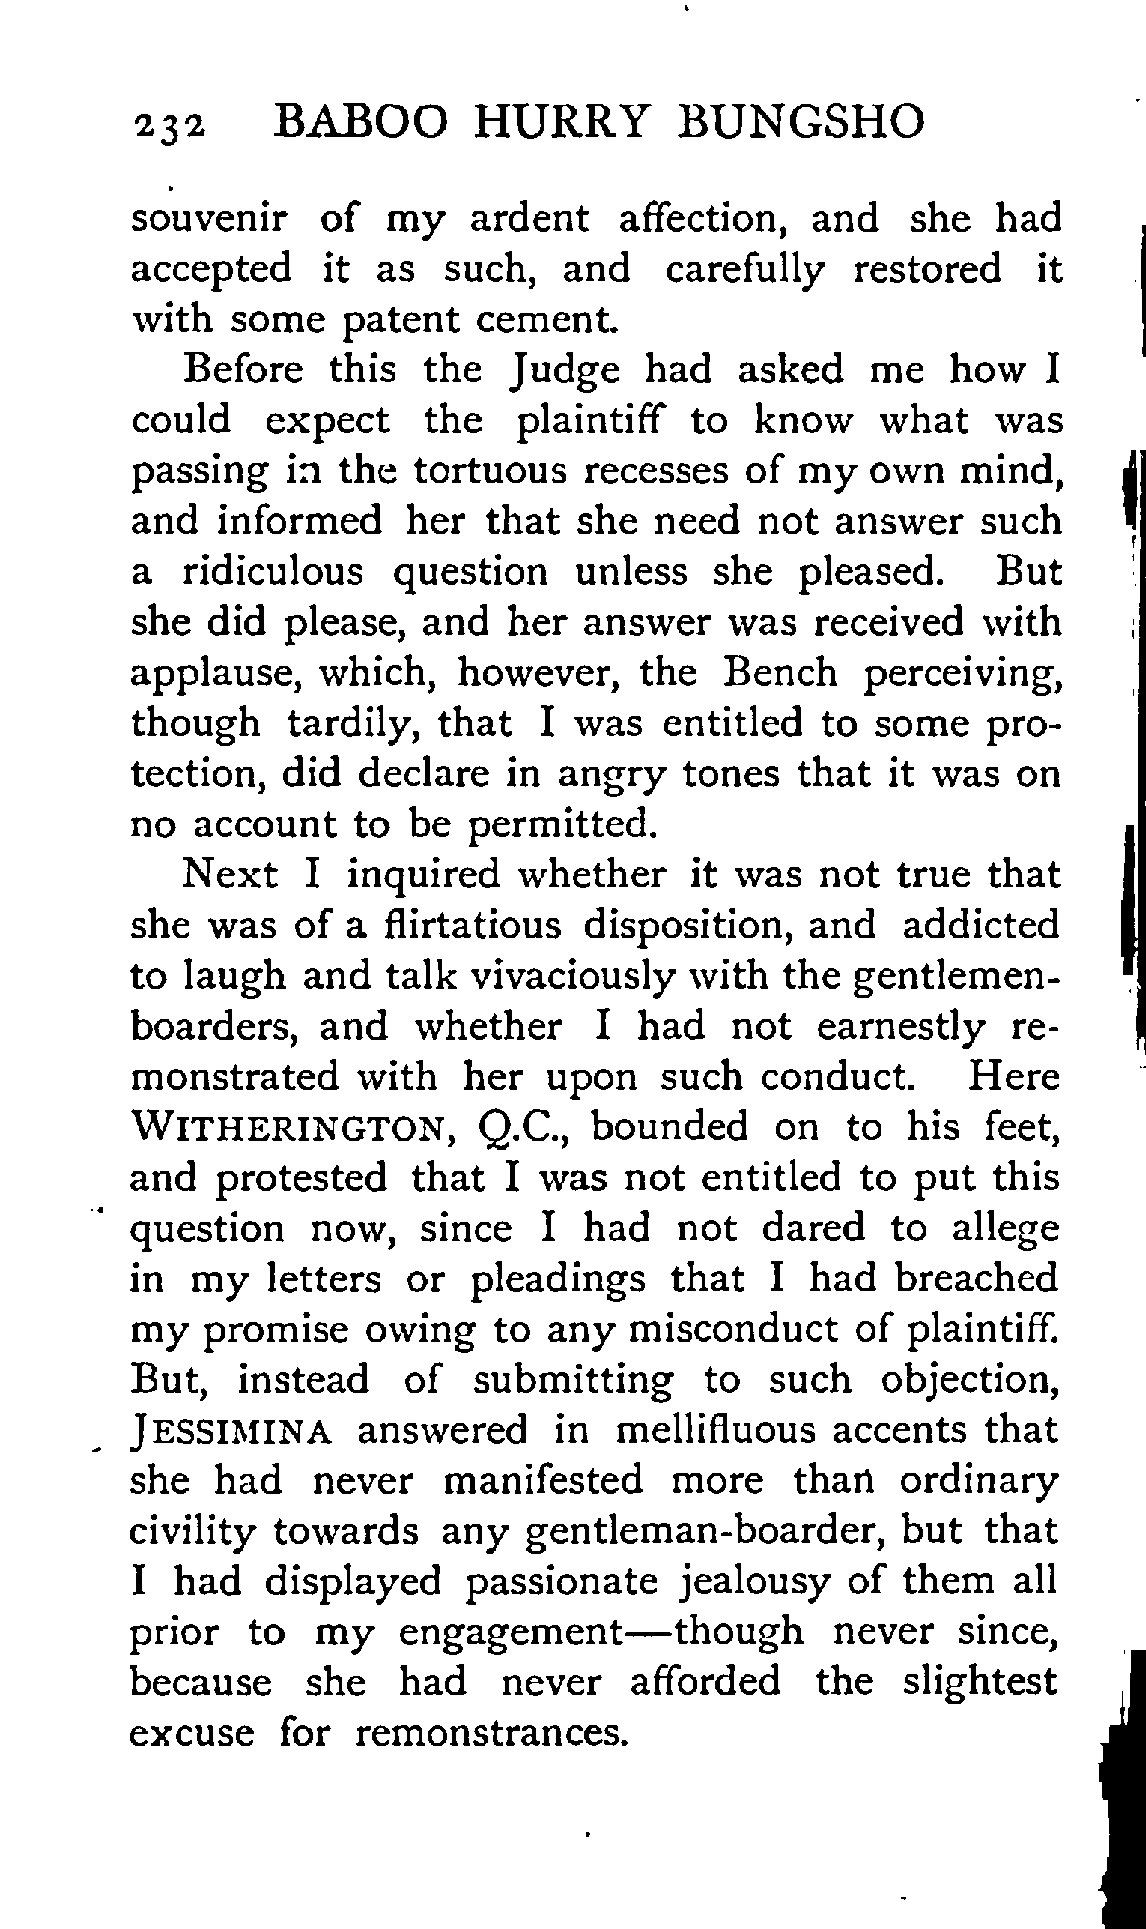 232 BABOO HURRY BUNGSHO
souvenir of my ardent affection, and she had
accepted it as such, and carefully restored it
with some patent cement.
Before this the Judge had asked me how I
could expect the plaintiff to know what was
passing in the tortuous recesses of my own mind,
and informed her that she need not answer such
a ridiculous question unless she pleased. But
she did please, and her answer was received with
applause, which, however, the Bench perceiving,
though tardily, that I was entitled to some pro-
tection, did declare in angry tones that it was on
no account to be permitted.
Next I inquired whether it was not true that
she was of a flirtatious disposition, and addicted
to laugh and talk vivaciously with the gentlemen-
boarders, and whether I had not earnestly re-
monstrated with her upon such conduct. Here
WITHERINGTON, Q.C., bounded on to his feet,
and protested that I was not entitled to put this
question now, since I had not dared to allege
in my letters or pleadings that I had breached
my promise owing to any misconduct of plaintiff.
But, instead of submitting to such objection,
JESSIMINA answered in mellifluous accents that
she had never manifested more than ordinary
civility towards any gentleman-boarder, but that
I had displayed passionate jealousy of them all
prior to my engagement—though never since,
because she had never afforded the slightest
excuse for remonstrances.